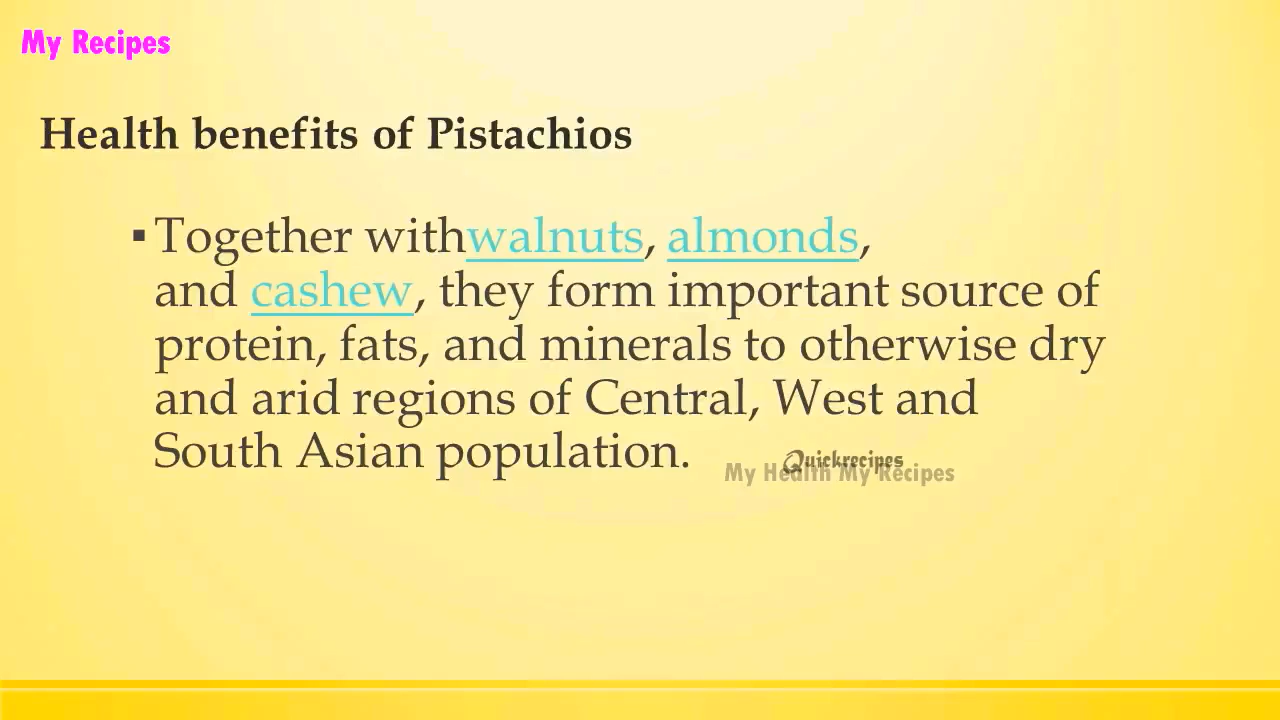 My Recipes
Health benefits of Pistachios
▪Together withwalnuts, almonds,
and cashew, they form important source of
protein, fats, and minerals to otherwise dry
and arid regions of Central, West and
South Asian population.
Quickrecipes
My Health My Recipes